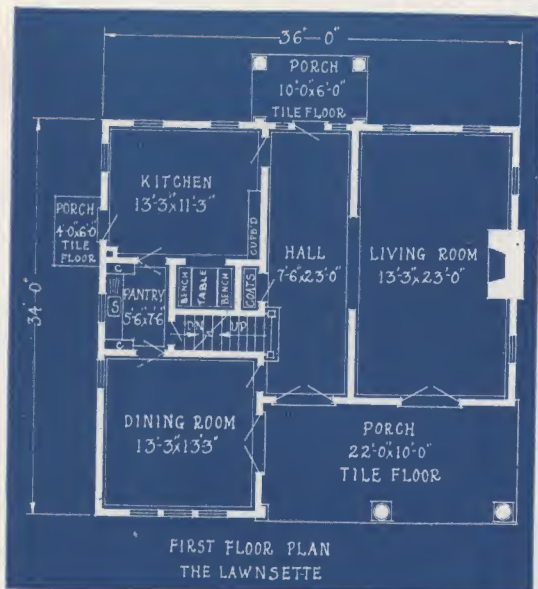 36'-0"
PORCH
10'-0"x6'-0"
TILE FLOOR
KITCHEN
13'-3"x11'-3"
PORCH
4'-0"x6'-0"
TILE
FLOOR
CUPB'D
HALL
7'-6"x23'-0"
LIVING ROOM
13'-3"x23'-0"
34'-0"
C
S
C
PANTRY
5'-6"x7'-6"
BENCH
TABLE
BENCH
COATS
DN
UP
DINING ROOM
13'-3"x13'-3"
PORCH
22'-0"x10'-0"
TILE FLOOR
FIRST FLOOR PLAN
THE LAWNSETTE